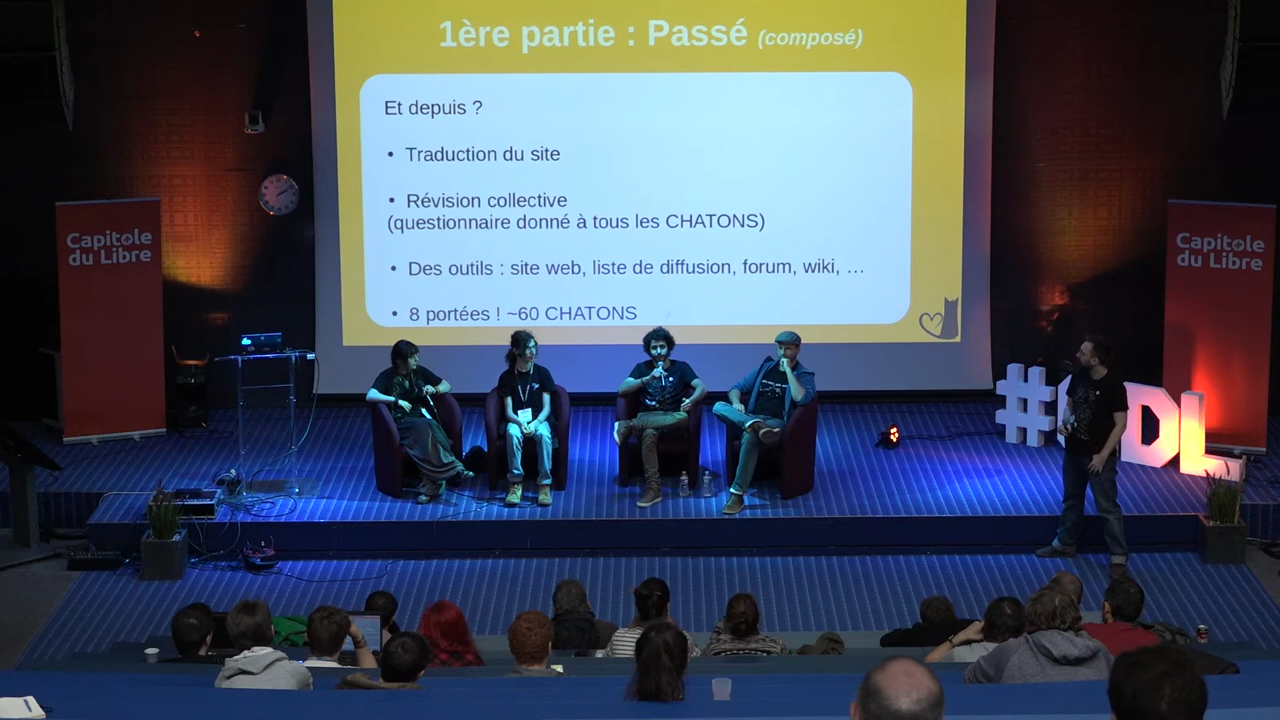 1ère partie : Passé (composé)
Et depuis ?
• Traduction du site
• Révision collective
(questionnaire donné à tous les CHATONS)
• Des outils : site web, liste de diffusion, forum, wiki, …
• 8 portées ! ~60 CHATONS
Capitole
du Libre
Capitole
du Libre
#CDL